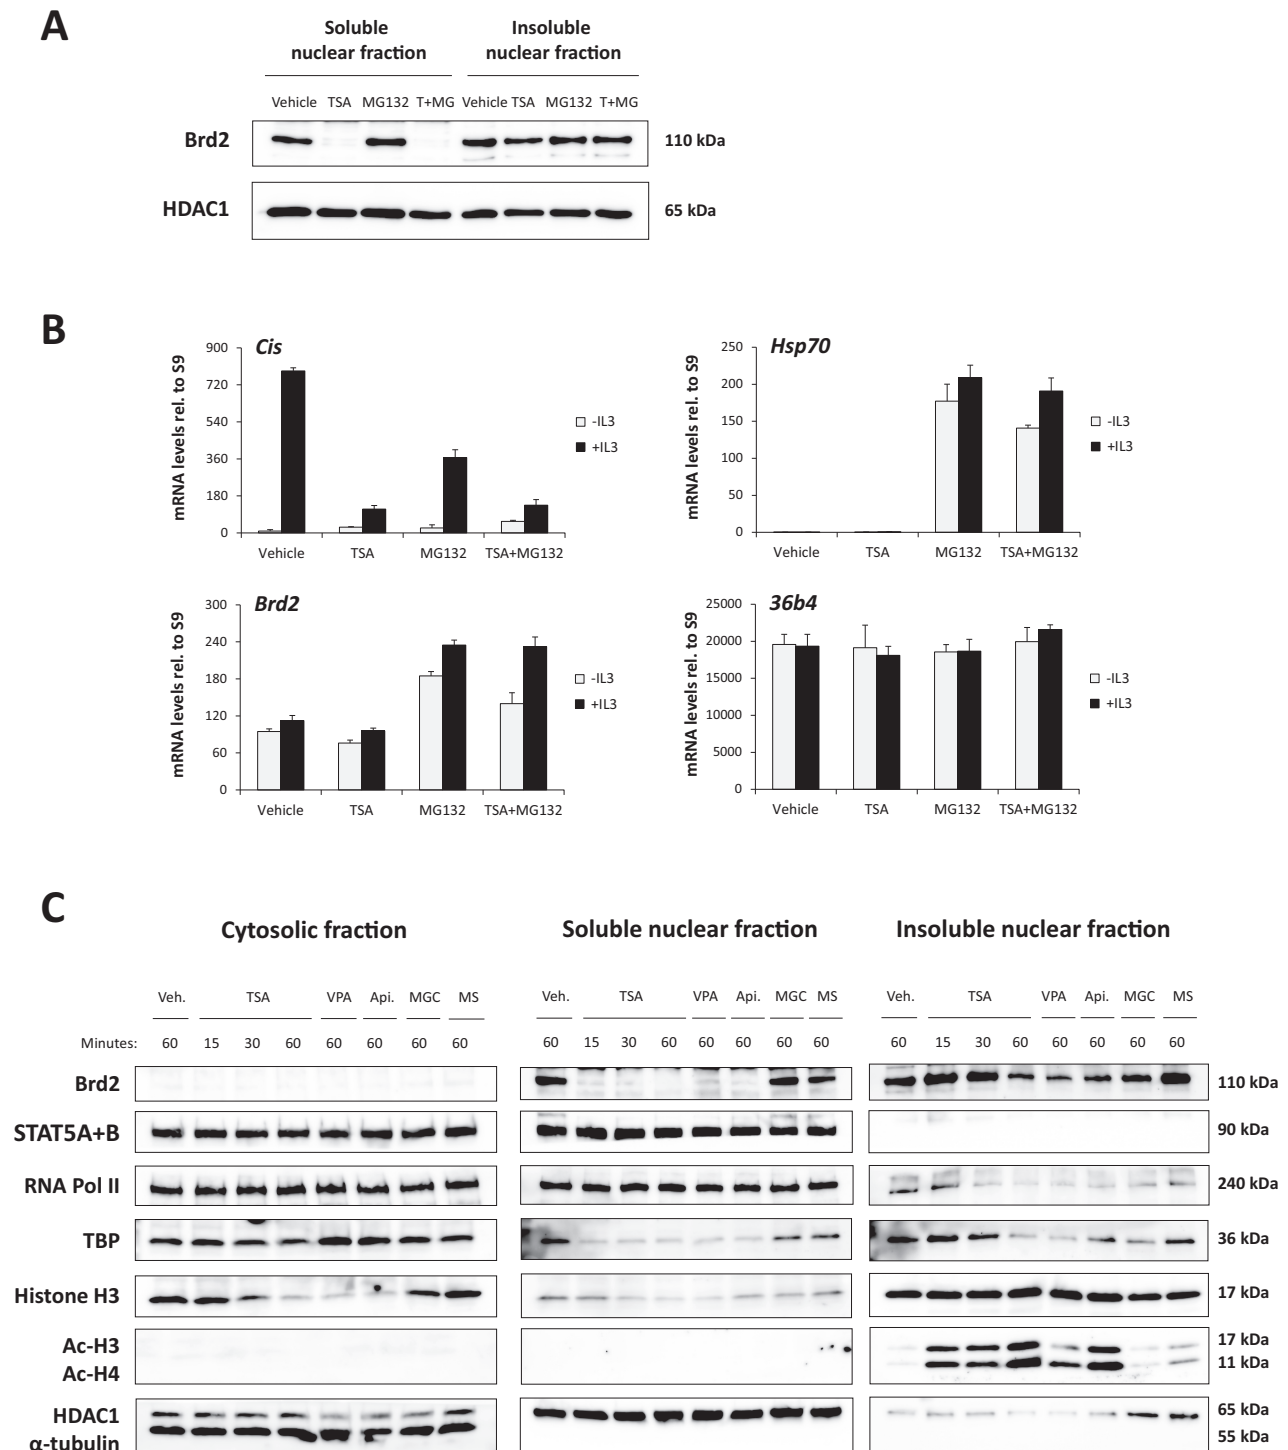 A
Soluble nuclear fraction
Insoluble nuclear fraction
Vehicle TSA MG132 T+MG Vehicle TSA MG132 T+MG
Brd2 110 kDa
HDAC1 65 kDa
B
Cis
mRNA levels rel. to S9
900
720
540
360
180
0
Vehicle TSA MG132 TSA+MG132
-IL3
+IL3
Hsp70
mRNA levels rel. to S9
250
200
150
100
50
0
Vehicle TSA MG132 TSA+MG132
-IL3
+IL3
Brd2
mRNA levels rel. to S9
300
240
180
120
60
0
Vehicle TSA MG132 TSA+MG132
-IL3
+IL3
36b4
mRNA levels rel. to S9
25000
20000
15000
10000
5000
0
Vehicle TSA MG132 TSA+MG132
-IL3
+IL3
C
Cytosolic fraction Soluble nuclear fraction Insoluble nuclear fraction
Veh. TSA VPA Api. MGC MS Veh. TSA VPA Api. MGC MS Veh. TSA VPA Api. MGC MS
Minutes: 60 15 30 60 60 60 60 60 60 15 30 60 60 60 60 60 60 15 30 60 60 60 60 60
Brd2 110 kDa
STAT5A+B 90 kDa
RNA Pol II 240 kDa
TBP 36 kDa
Histone H3 17 kDa
Ac-H3 17 kDa
Ac-H4 11 kDa
HDAC1 65 kDa
α-tubulin 55 kDa